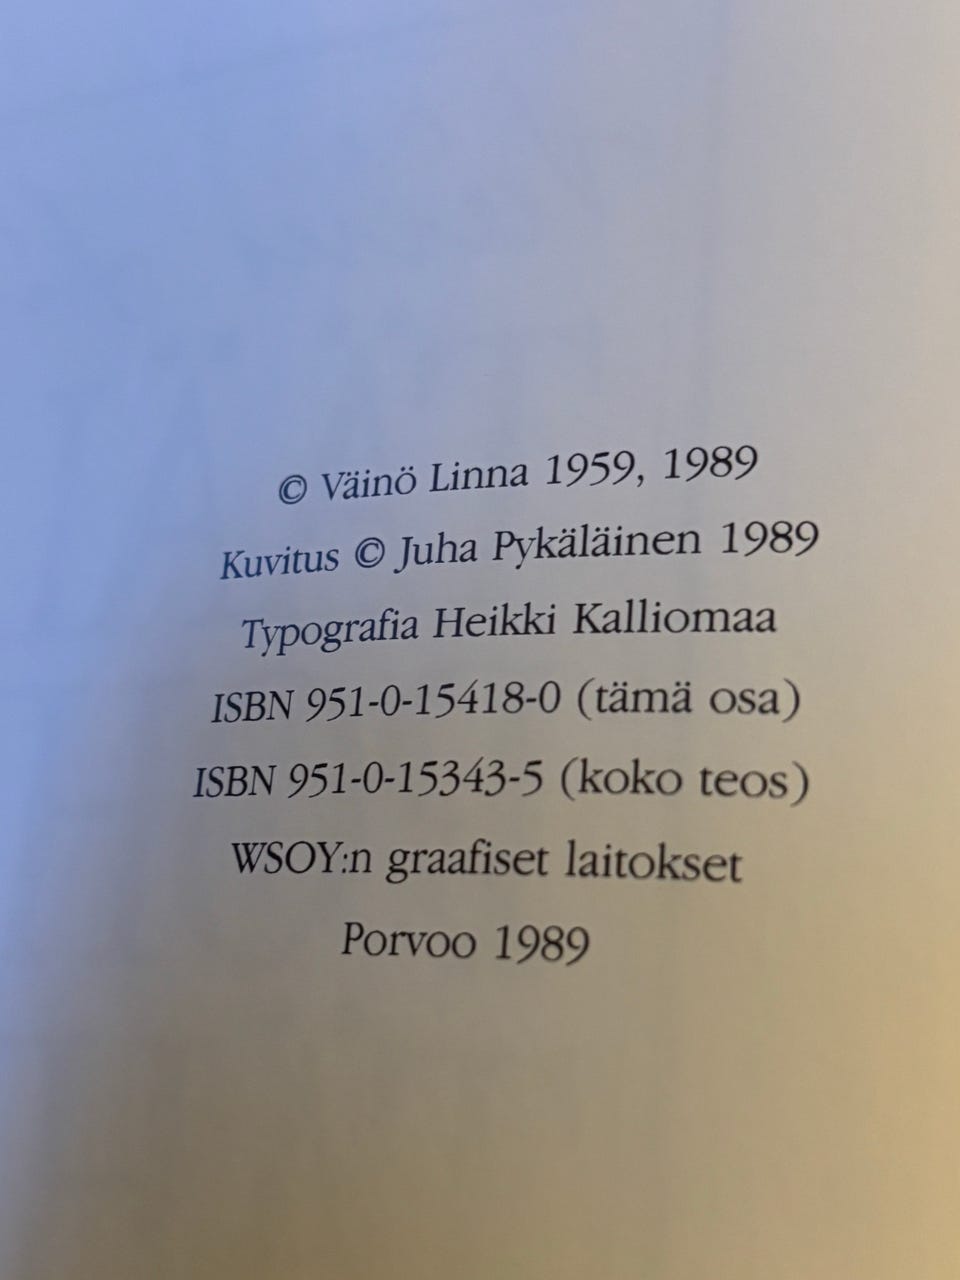 © Väinö Linna 1959, 1989
Kuvitus © Juha Pykäläinen 1989
Typografia Heikki Kalliomaa
ISBN 951-0-15418-0 (tämä osa)
ISBN 951-0-15343-5 (koko teos)
WSOY:n graafiset laitokset
Porvoo 1989